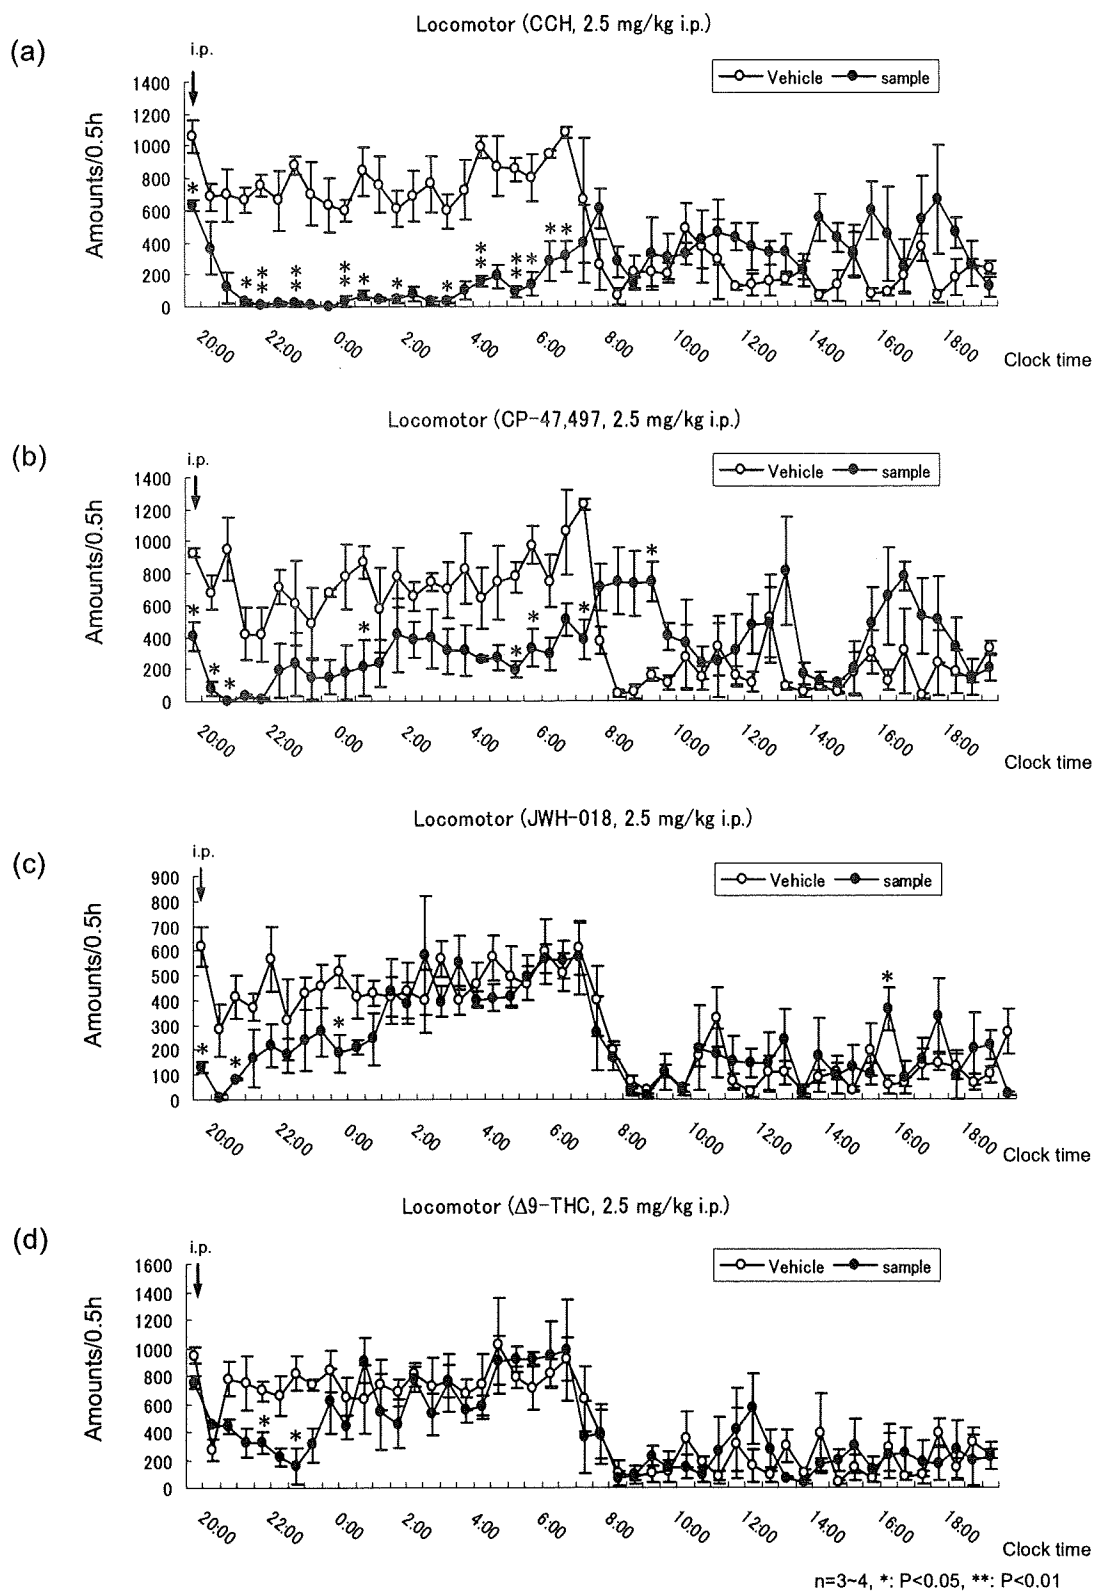 Locomotor (CCH, 2.5 mg/kg i.p.)
(a)
i.p.
Vehicle sample
Amounts/0.5h
1400
1200
1000
800
600
400
200
0
* * ** ** ** * * * ** ** * * *
20:00 22:00 0:00 2:00 4:00 6:00 8:00 10:00 12:00 14:00 16:00 18:00
Clock time
Locomotor (CP-47,497, 2.5 mg/kg i.p.)
(b)
i.p.
Vehicle sample
Amounts/0.5h
1400
1200
1000
800
600
400
200
0
* * * * * * * *
20:00 22:00 0:00 2:00 4:00 6:00 8:00 10:00 12:00 14:00 16:00 18:00
Clock time
Locomotor (JWH-018, 2.5 mg/kg i.p.)
(c)
i.p.
Vehicle sample
Amounts/0.5h
900
800
700
600
500
400
300
200
100
0
* * * *
20:00 22:00 0:00 2:00 4:00 6:00 8:00 10:00 12:00 14:00 16:00 18:00
Clock time
Locomotor (Δ9-THC, 2.5 mg/kg i.p.)
(d)
i.p.
Vehicle sample
Amounts/0.5h
1600
1400
1200
1000
800
600
400
200
0
* *
20:00 22:00 0:00 2:00 4:00 6:00 8:00 10:00 12:00 14:00 16:00 18:00
Clock time
n=3~4, *: P<0.05, **: P<0.01